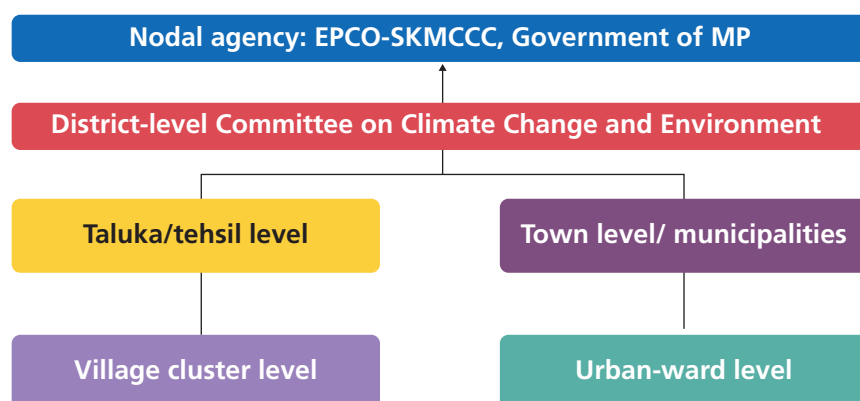 Nodal agency: EPCO-SKMCCC, Government of MP
District-level Committee on Climate Change and Environment
Taluka/tehsil level
Town level/ municipalities
Village cluster level
Urban-ward level